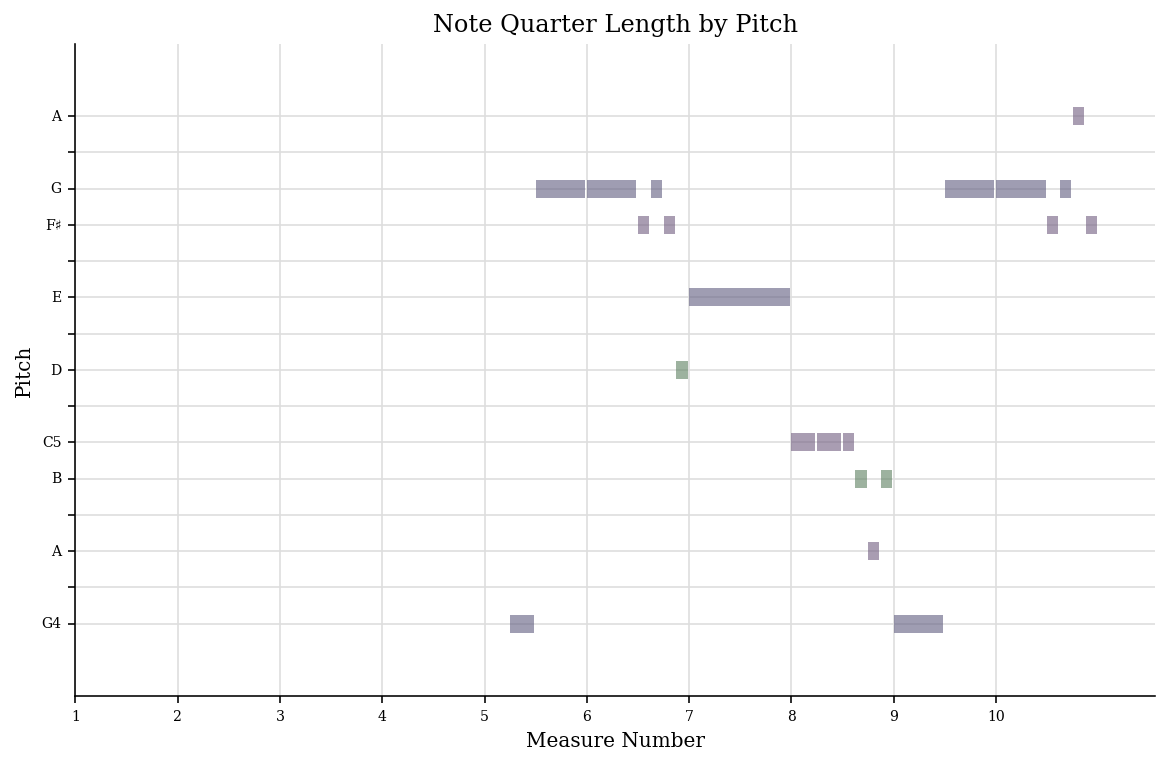 Note Quarter Length by Pitch
A
G
F♯
E
D
C5
B
A
G4
Pitch
1 2 3 4 5 6 7 8 9 10
Measure Number